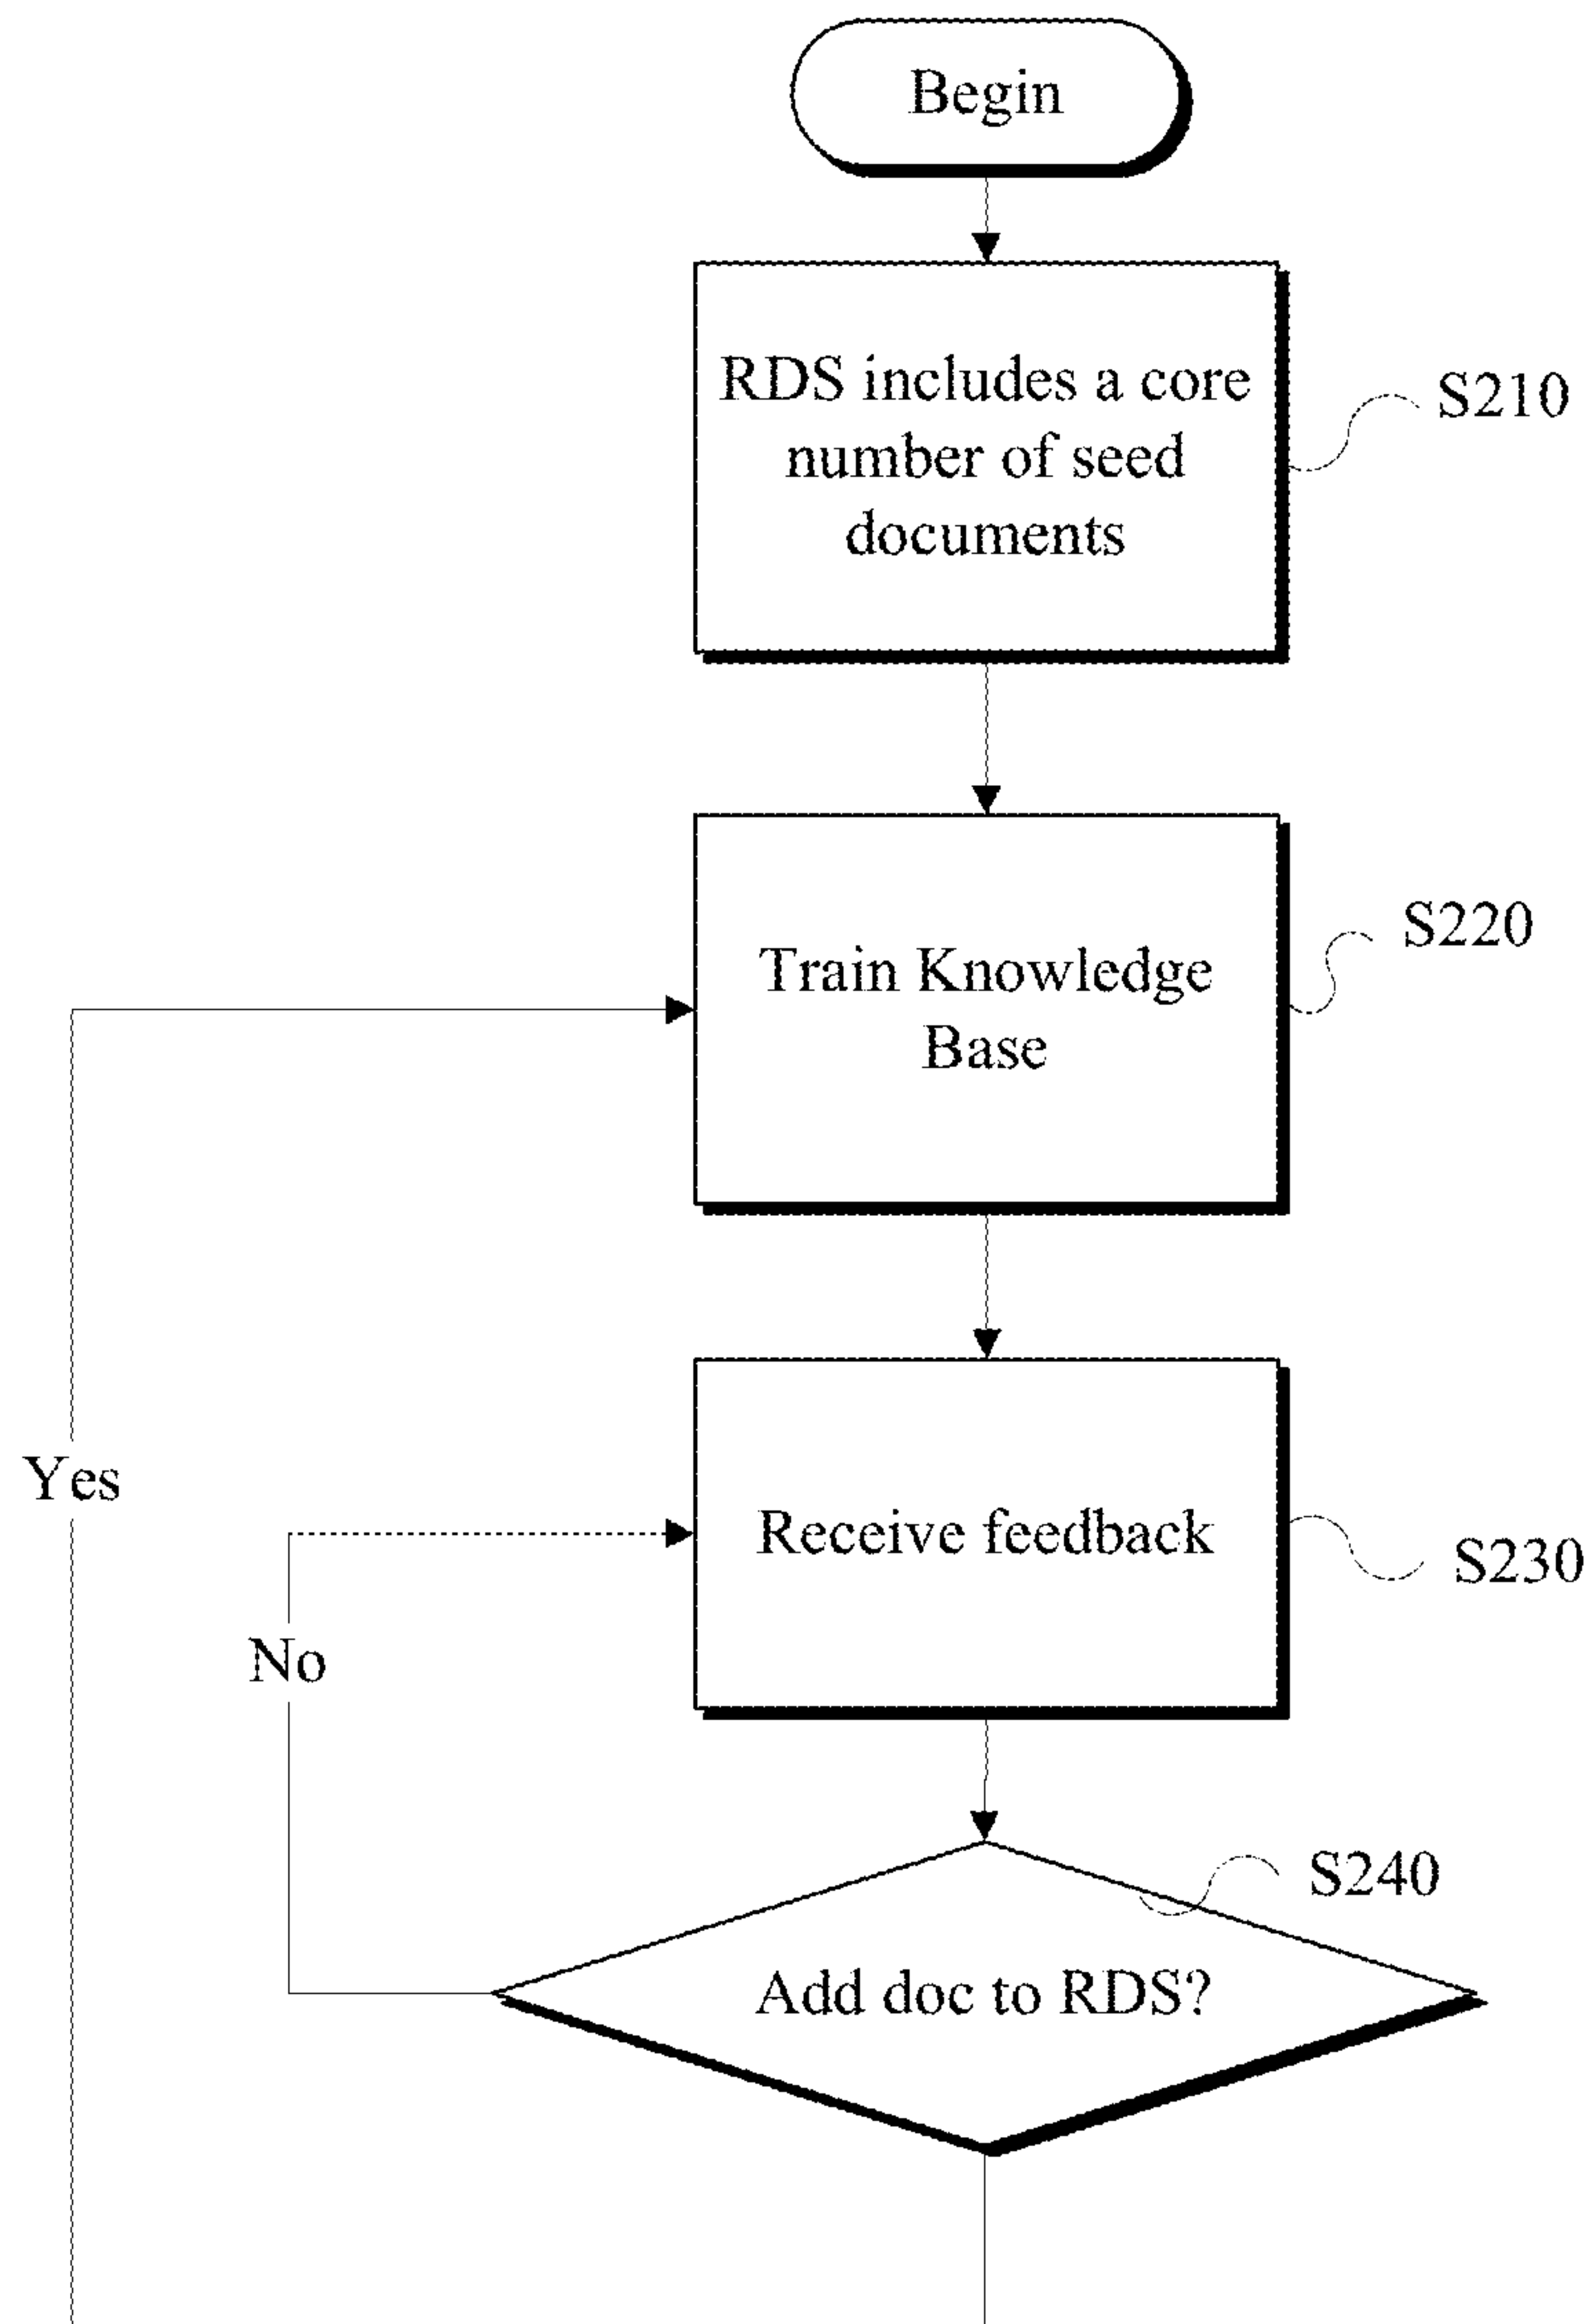 Begin
RDS includes a core
number of seed
documents
S210
Train Knowledge
Base
S220
Yes
Receive feedback
S230
No
S240
Add doc to RDS?